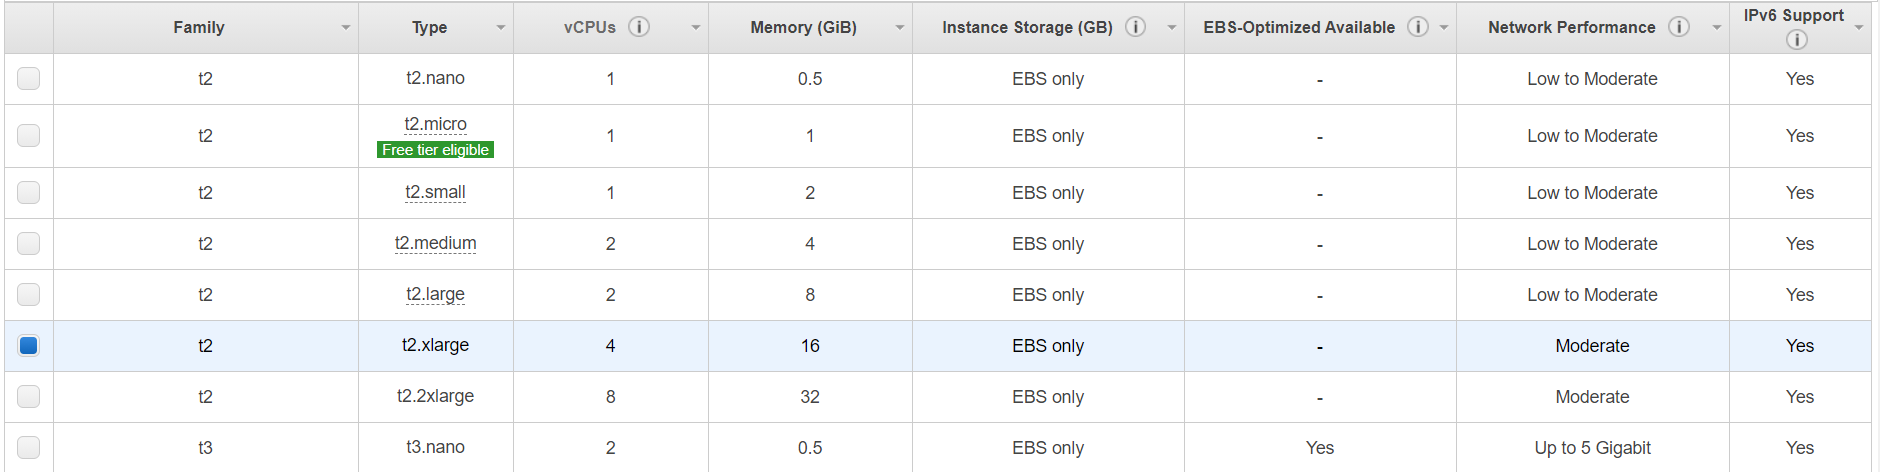 Family Type vCPUs Memory (GiB) Instance Storage (GB) EBS-Optimized Available Network Performance IPv6 Support
t2 t2.nano 1 0.5 EBS only - Low to Moderate Yes
t2 t2.micro 1 1 EBS only - Low to Moderate Yes
Free tier eligible
t2 t2.small 1 2 EBS only - Low to Moderate Yes
t2 t2.medium 2 4 EBS only - Low to Moderate Yes
t2 t2.large 2 8 EBS only - Low to Moderate Yes
t2 t2.xlarge 4 16 EBS only - Moderate Yes
t2 t2.2xlarge 8 32 EBS only - Moderate Yes
t3 t3.nano 2 0.5 EBS only Yes Up to 5 Gigabit Yes